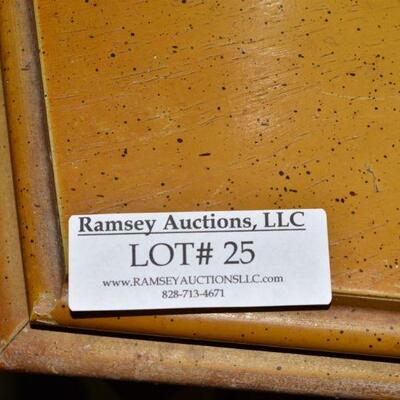 Ramsey Auctions, LLC
LOT# 25
www.RAMSEYAUCTIONSLLC.com
828-713-4671